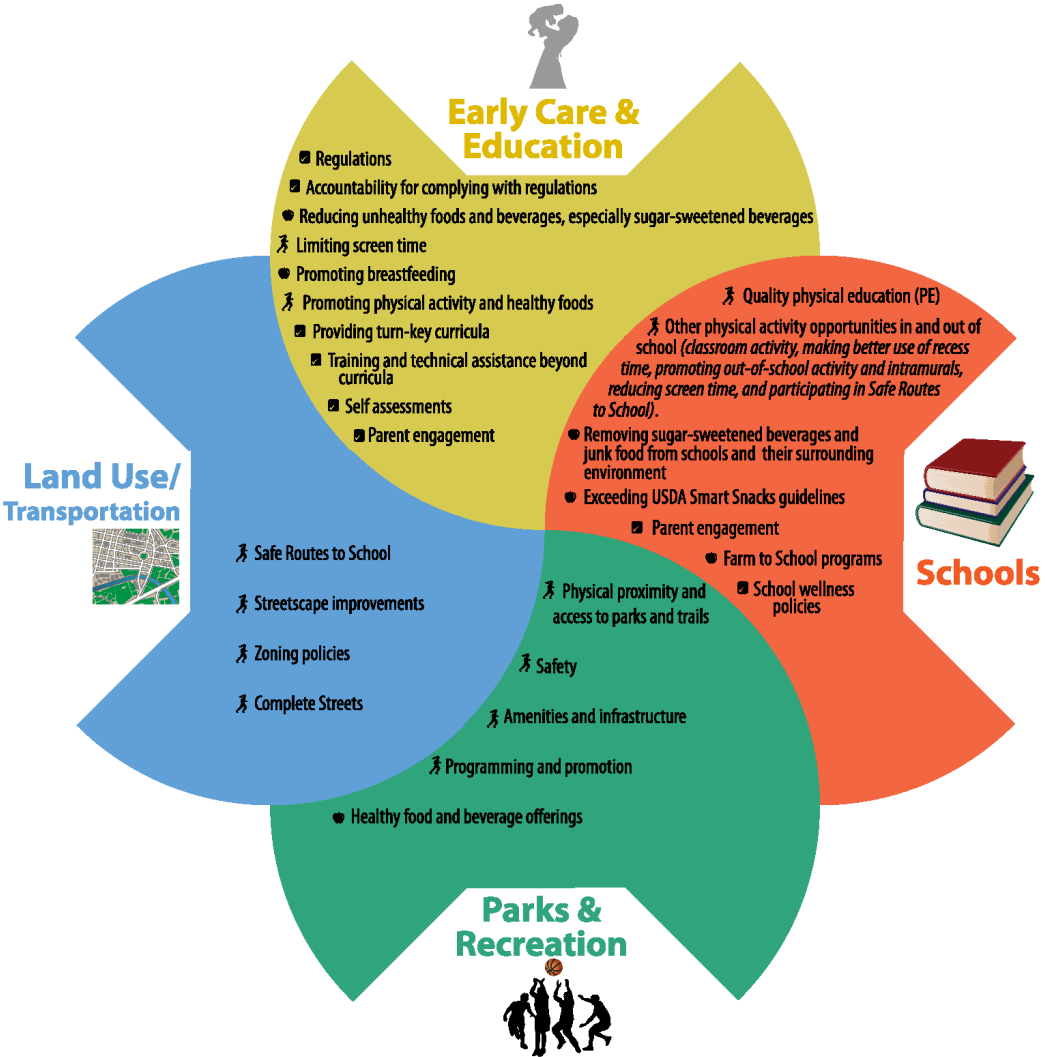 Early Care &
Education
Regulations
Accountability for complying with regulations
Reducing unhealthy foods and beverages, especially sugar-sweetened beverages
Limiting screen time
Promoting breastfeeding
Promoting physical activity and healthy foods
Providing turn-key curricula
Training and technical assistance beyond
curricula
Self assessments
Parent engagement
Quality physical education (PE)
Other physical activity opportunities in and out of
school (classroom activity, making better use of recess
time, promoting out-of-school activity and intramurals,
reducing screen time, and participating in Safe Routes
to School).
Removing sugar-sweetened beverages and
junk food from schools and their surrounding
environment
Exceeding USDA Smart Snacks guidelines
Parent engagement
Farm to School programs
School wellness
policies
Schools
Land Use/
Transportation
Safe Routes to School
Streetscape improvements
Zoning policies
Complete Streets
Physical proximity and
access to parks and trails
Safety
Amenities and infrastructure
Programming and promotion
Healthy food and beverage offerings
Parks &
Recreation